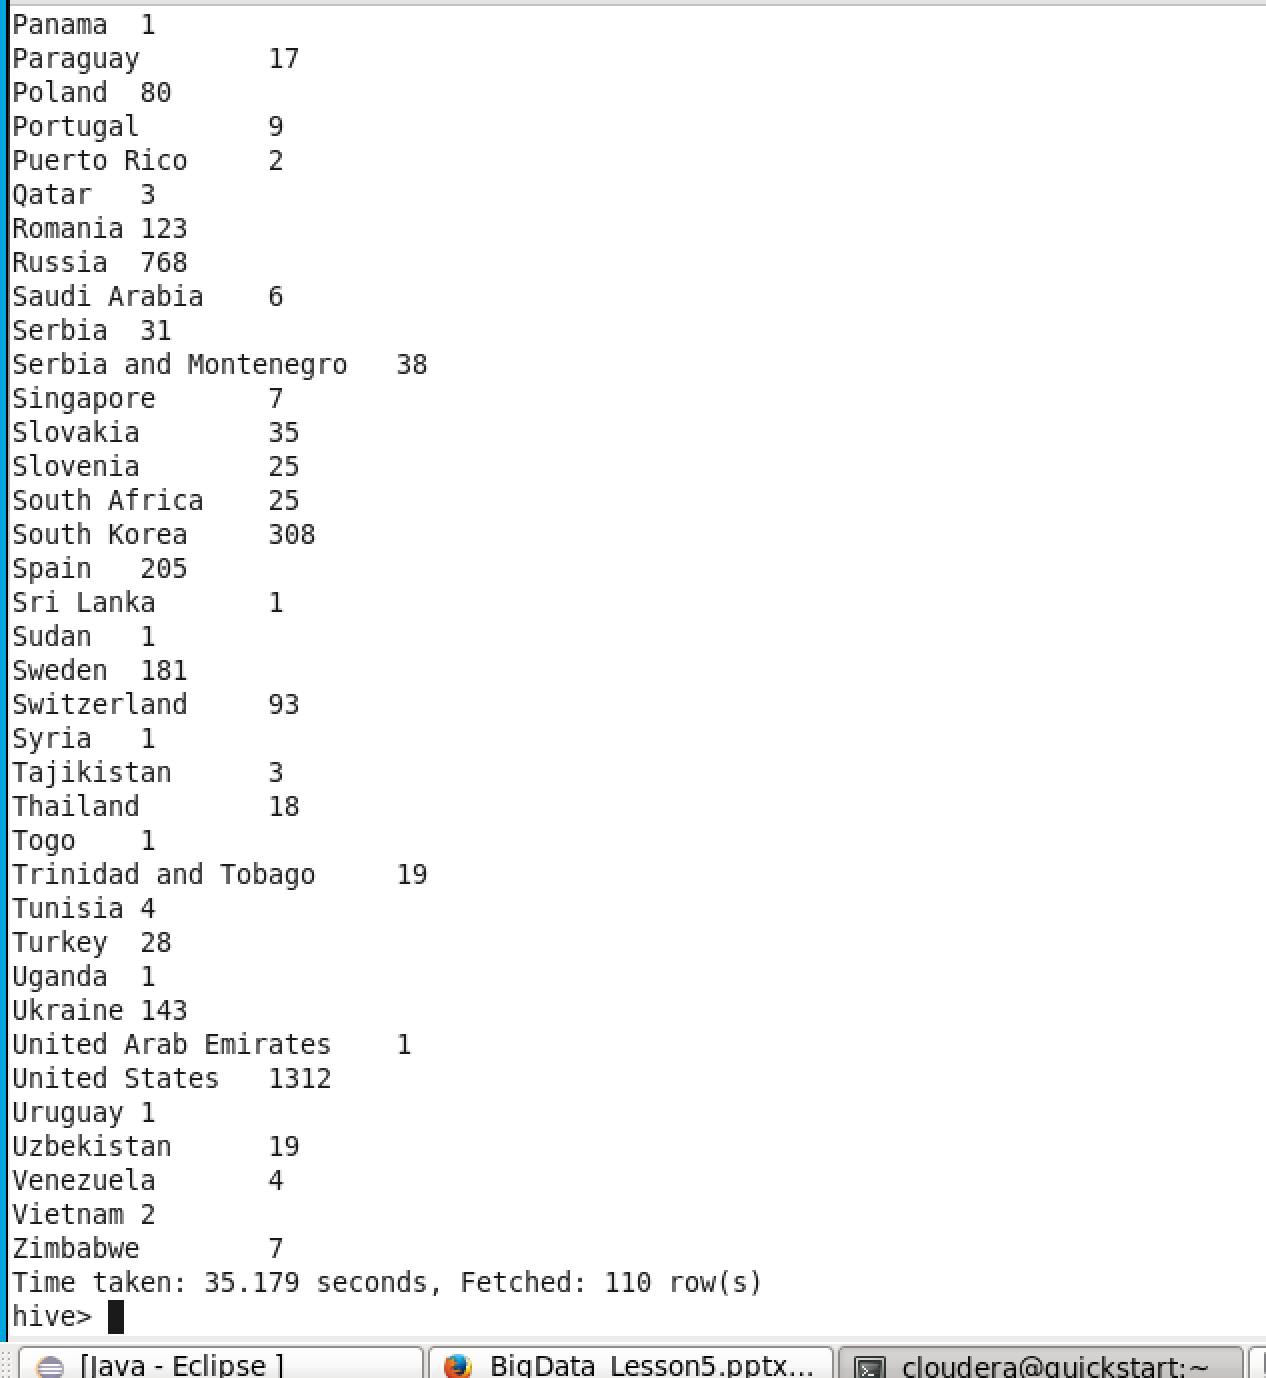 Panama 1
Paraguay 17
Poland 80
Portugal 9
Puerto Rico 2
Qatar 3
Romania 123
Russia 768
Saudi Arabia 6
Serbia 31
Serbia and Montenegro 38
Singapore 7
Slovakia 35
Slovenia 25
South Africa 25
South Korea 308
Spain 205
Sri Lanka 1
Sudan 1
Sweden 181
Switzerland 93
Syria 1
Tajikistan 3
Thailand 18
Togo 1
Trinidad and Tobago 19
Tunisia 4
Turkey 28
Uganda 1
Ukraine 143
United Arab Emirates 1
United States 1312
Uruguay 1
Uzbekistan 19
Venezuela 4
Vietnam 2
Zimbabwe 7
Time taken: 35.179 seconds, Fetched: 110 row(s)
hive>
[Java - Eclipse ] BigData_Lesson5.pptx... cloudera@quickstart:~